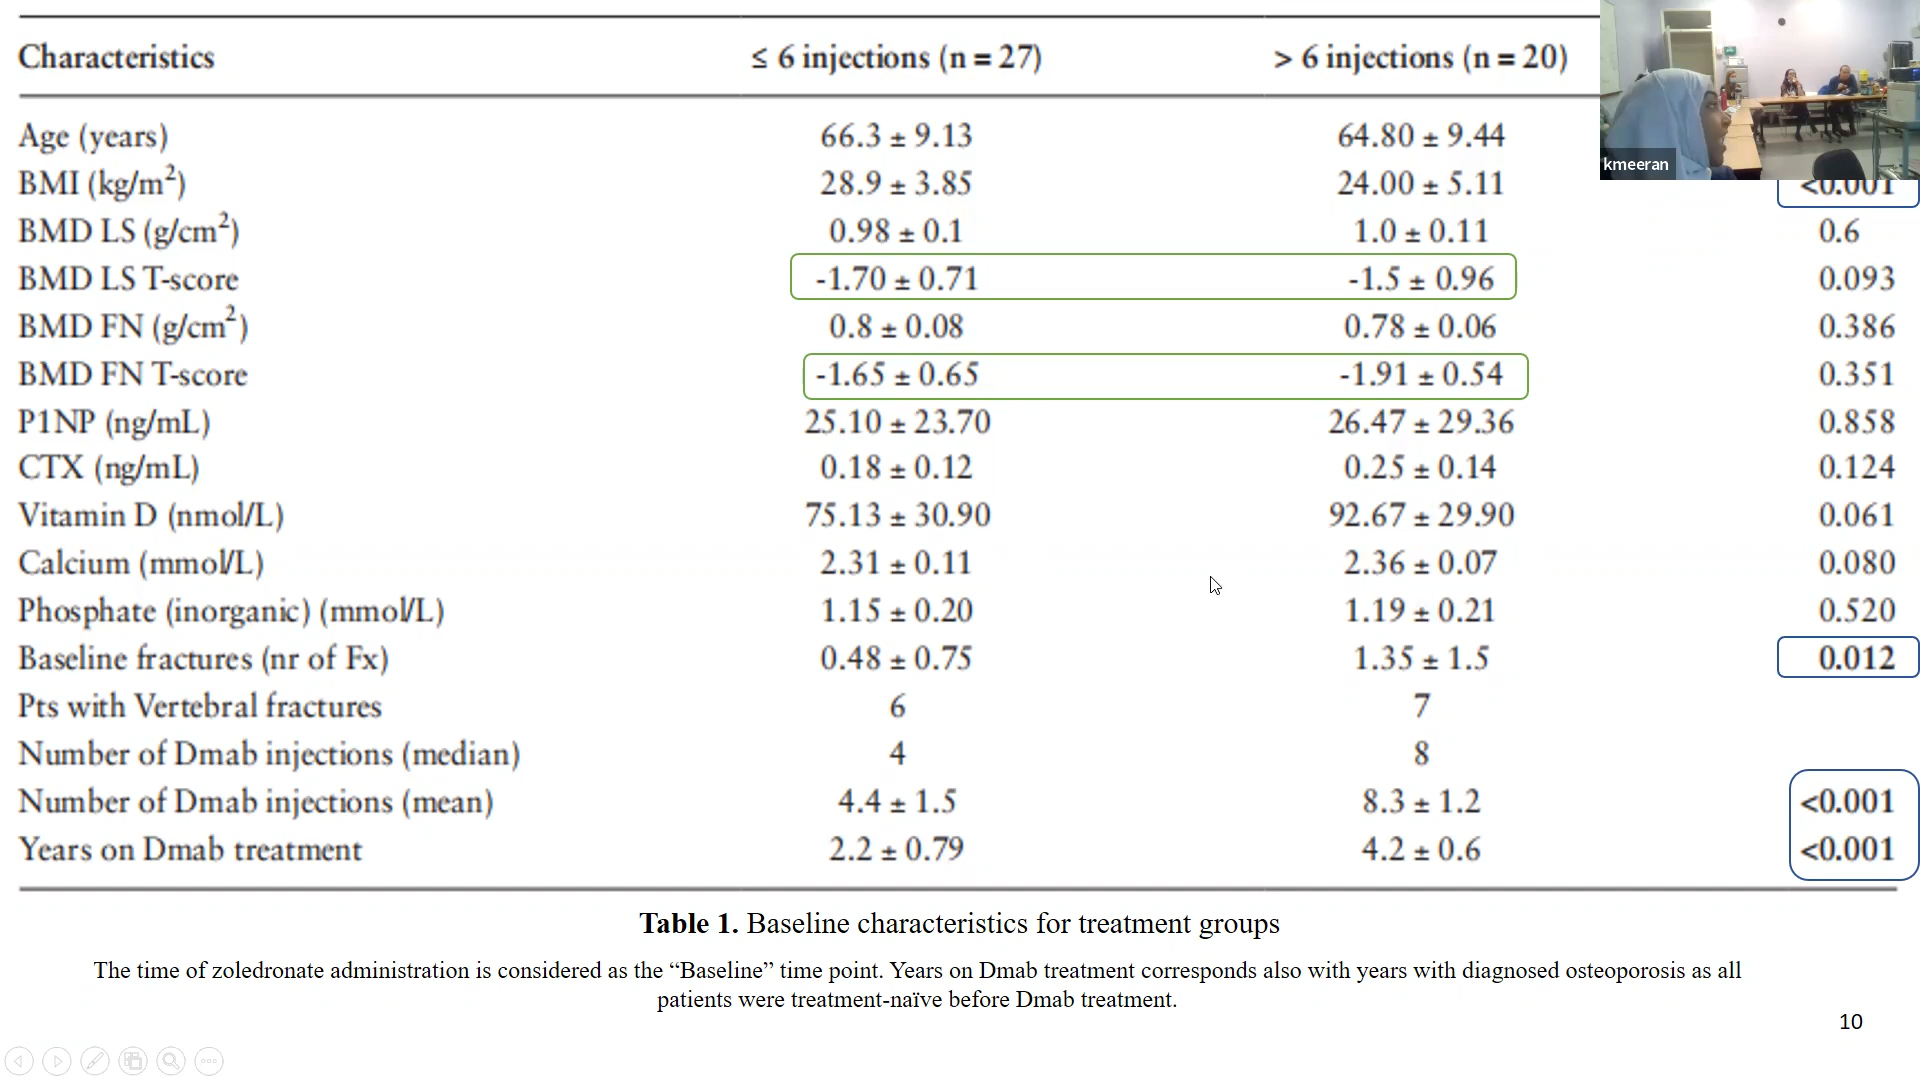 Characteristics ≤ 6 injections (n = 27) > 6 injections (n = 20)
kmeeran
Age (years) 66.3 ± 9.13 64.80 ± 9.44
BMI (kg/m²) 28.9 ± 3.85 24.00 ± 5.11 <0.001
BMD LS (g/cm²) 0.98 ± 0.1 1.0 ± 0.11 0.6
BMD LS T-score -1.70 ± 0.71 -1.5 ± 0.96 0.093
BMD FN (g/cm²) 0.8 ± 0.08 0.78 ± 0.06 0.386
BMD FN T-score -1.65 ± 0.65 -1.91 ± 0.54 0.351
P1NP (ng/mL) 25.10 ± 23.70 26.47 ± 29.36 0.858
CTX (ng/mL) 0.18 ± 0.12 0.25 ± 0.14 0.124
Vitamin D (nmol/L) 75.13 ± 30.90 92.67 ± 29.90 0.061
Calcium (mmol/L) 2.31 ± 0.11 2.36 ± 0.07 0.080
Phosphate (inorganic) (mmol/L) 1.15 ± 0.20 1.19 ± 0.21 0.520
Baseline fractures (nr of Fx) 0.48 ± 0.75 1.35 ± 1.5 0.012
Pts with Vertebral fractures 6 7
Number of Dmab injections (median) 4 8
Number of Dmab injections (mean) 4.4 ± 1.5 8.3 ± 1.2 <0.001
Years on Dmab treatment 2.2 ± 0.79 4.2 ± 0.6 <0.001
Table 1. Baseline characteristics for treatment groups
The time of zoledronate administration is considered as the “Baseline” time point. Years on Dmab treatment corresponds also with years with diagnosed osteoporosis as all
patients were treatment-naïve before Dmab treatment.
10